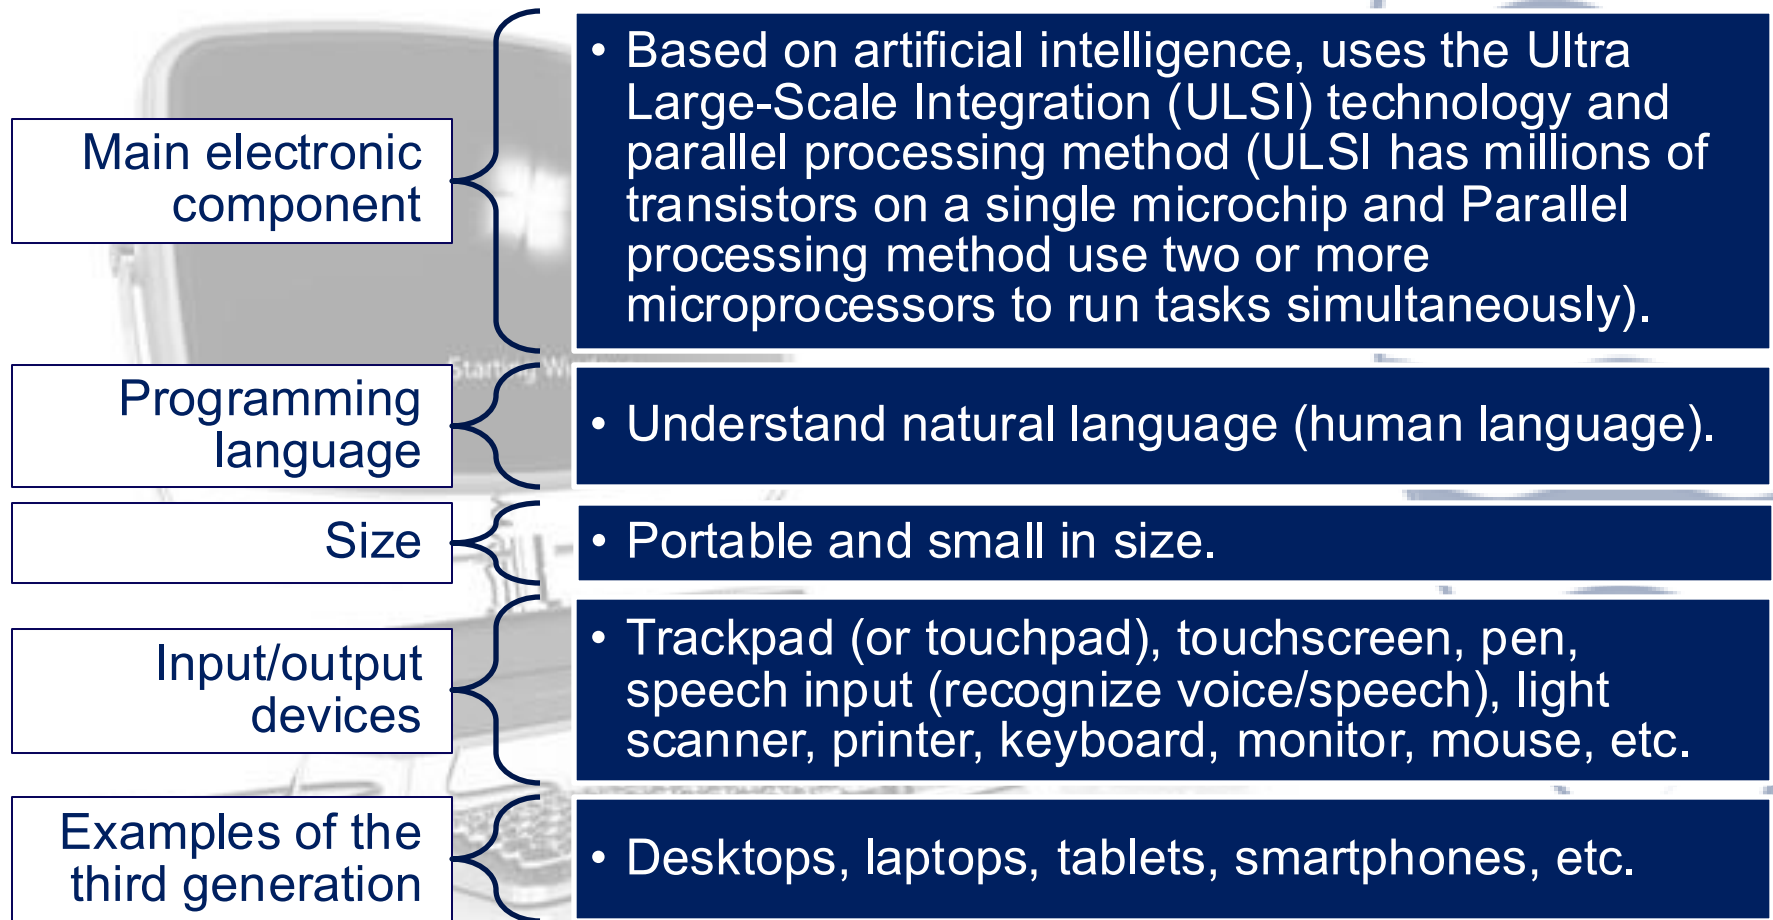 Main electronic
component
• Based on artificial intelligence, uses the Ultra
Large-Scale Integration (ULSI) technology and
parallel processing method (ULSI has millions of
transistors on a single microchip and Parallel
processing method use two or more
microprocessors to run tasks simultaneously).
Starting Wi
Programming
language
• Understand natural language (human language).
Size
• Portable and small in size.
Input/output
devices
• Trackpad (or touchpad), touchscreen, pen,
speech input (recognize voice/speech), light
scanner, printer, keyboard, monitor, mouse, etc.
Examples of the
third generation
• Desktops, laptops, tablets, smartphones, etc.